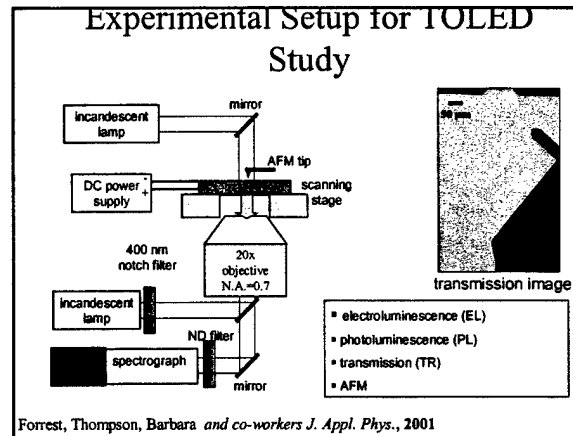 Experimental Setup for TOLED
Study
mirror
incandescent
lamp
AFM tip
DC power
supply
-
+
scanning
stage
400 nm
notch filter
20x
objective
N.A.=0.7
incandescent
lamp
ND filter
spectrograph
mirror
50 µm
transmission image
▪ electroluminescence (EL)
▪ photoluminescence (PL)
▪ transmission (TR)
▪ AFM
Forrest, Thompson, Barbara and co-workers J. Appl. Phys., 2001